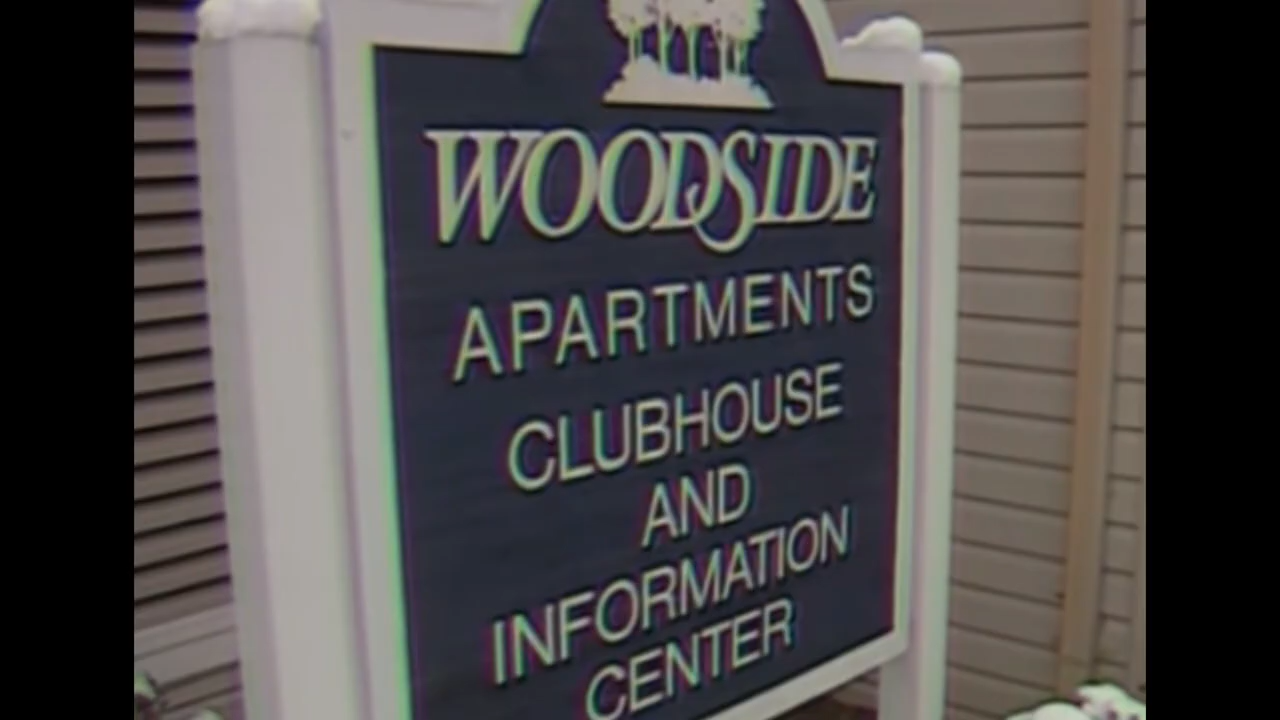 WOODSIDE
APARTMENTS
CLUBHOUSE
AND
INFORMATION
CENTER